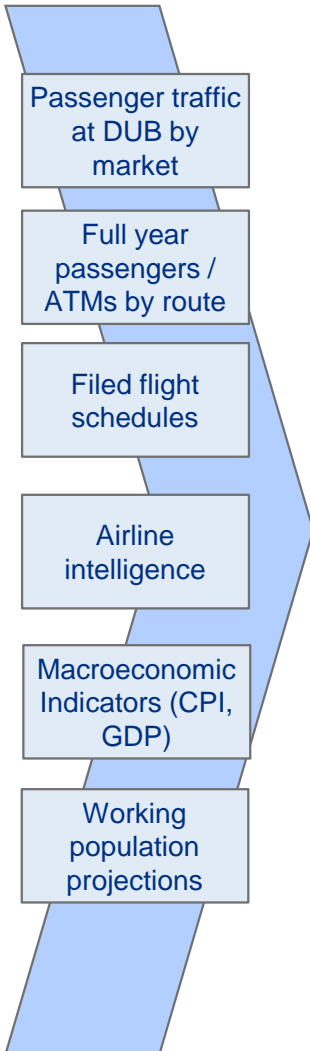 Passenger traffic
at DUB by
market
Full year
passengers /
ATMs by route
Filed flight
schedules
Airline
intelligence
Macroeconomic
Indicators (CPI,
GDP)
Working
population
projections